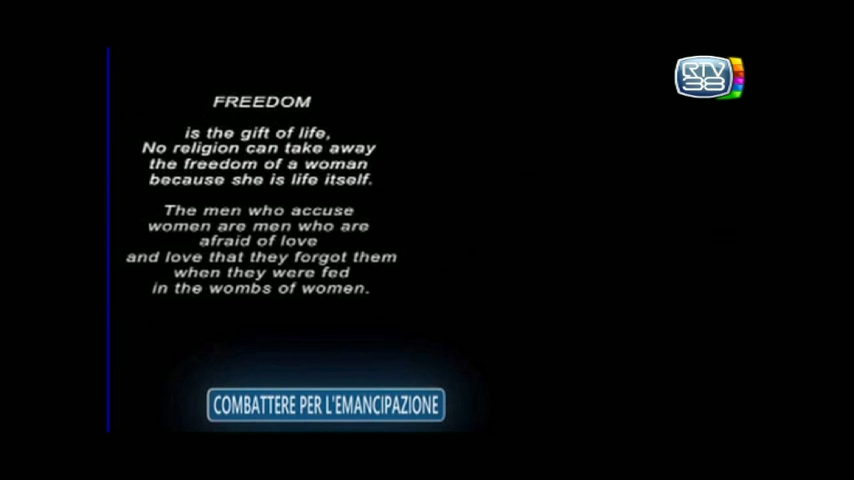 RTV
38
FREEDOM
is the gift of life,
No religion can take away
the freedom of a woman
because she is life itself.
The men who accuse
women are men who are
afraid of love
and love that they forgot them
when they were fed
in the wombs of women.
COMBATTERE PER L'EMANCIPAZIONE